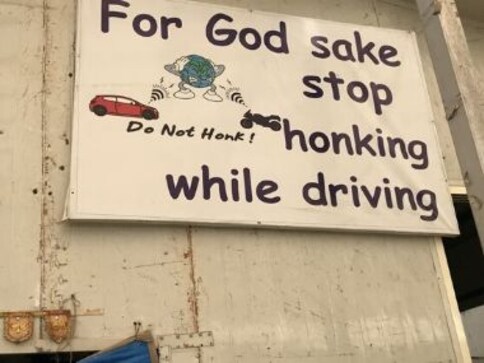 For God sake
stop
Do Not Honk!
honking
while driving